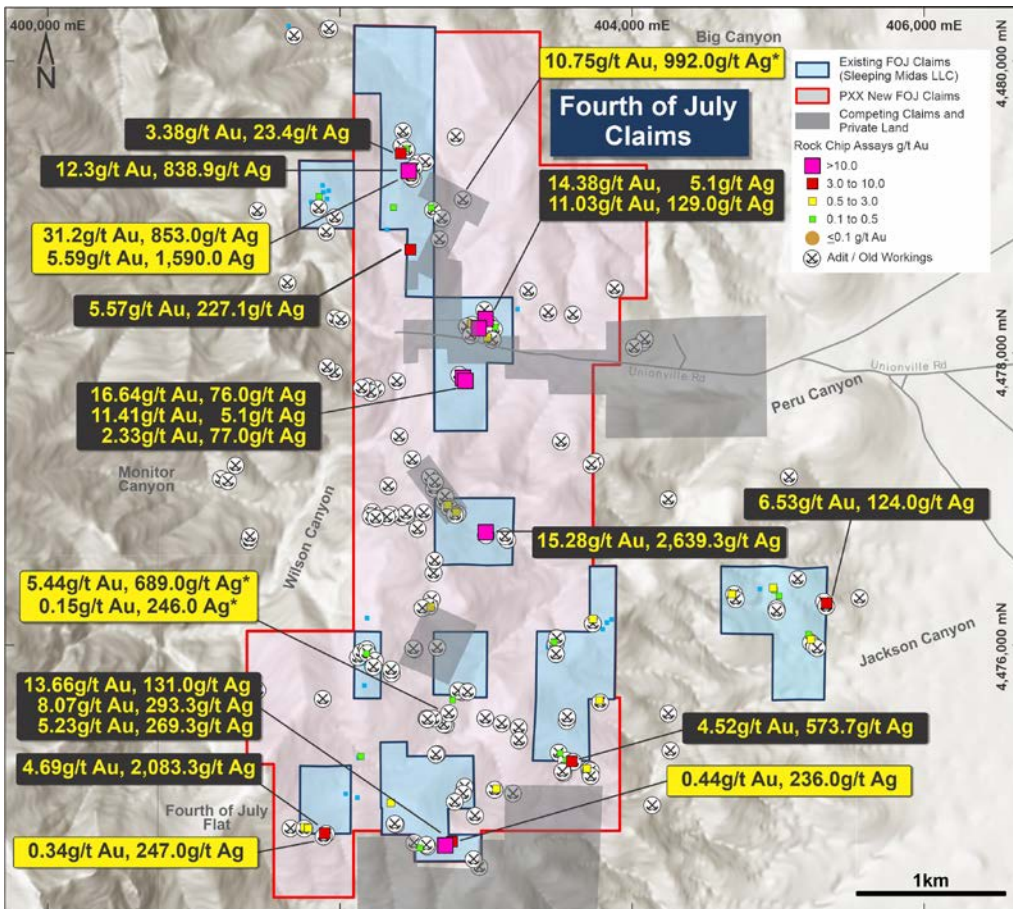 400,000 mE
404,000 mE
406,000 mE
N
Big Canyon
4,480,000 mN
10.75g/t Au, 992.0g/t Ag*
Fourth of July
Claims
Existing FOJ Claims
(Sleeping Midas LLC)
PXX New FOJ Claims
Competing Claims and
Private Land
Rock Chip Assays g/t Au
>10.0
3.0 to 10.0
0.5 to 3.0
0.1 to 0.5
≤0.1 g/t Au
Adit / Old Workings
3.38g/t Au, 23.4g/t Ag
12.3g/t Au, 838.9g/t Ag
14.38g/t Au, 5.1g/t Ag
11.03g/t Au, 129.0g/t Ag
31.2g/t Au, 853.0g/t Ag
5.59g/t Au, 1,590.0 Ag
5.57g/t Au, 227.1g/t Ag
4,478,000 mN
Unionville Rd
Unionville Rd
Peru Canyon
16.64g/t Au, 76.0g/t Ag
11.41g/t Au, 5.1g/t Ag
2.33g/t Au, 77.0g/t Ag
Monitor
Canyon
Wilson Canyon
6.53g/t Au, 124.0g/t Ag
15.28g/t Au, 2,639.3g/t Ag
5.44g/t Au, 689.0g/t Ag*
0.15g/t Au, 246.0 Ag*
Jackson Canyon
4,476,000 mN
13.66g/t Au, 131.0g/t Ag
8.07g/t Au, 293.3g/t Ag
5.23g/t Au, 269.3g/t Ag
4.52g/t Au, 573.7g/t Ag
4.69g/t Au, 2,083.3g/t Ag
0.44g/t Au, 236.0g/t Ag
Fourth of July
Flat
0.34g/t Au, 247.0g/t Ag
1km